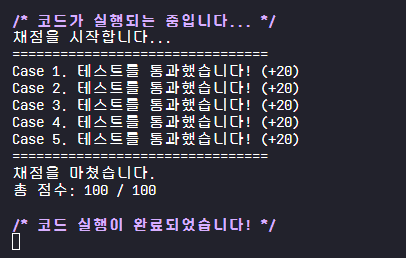 /* 코드가 실행되는 중입니다... */
채점을 시작합니다...
================================
Case 1. 테스트를 통과했습니다! (+20)
Case 2. 테스트를 통과했습니다! (+20)
Case 3. 테스트를 통과했습니다! (+20)
Case 4. 테스트를 통과했습니다! (+20)
Case 5. 테스트를 통과했습니다! (+20)
================================
채점을 마쳤습니다.
총 점수: 100 / 100
/* 코드 실행이 완료되었습니다! */